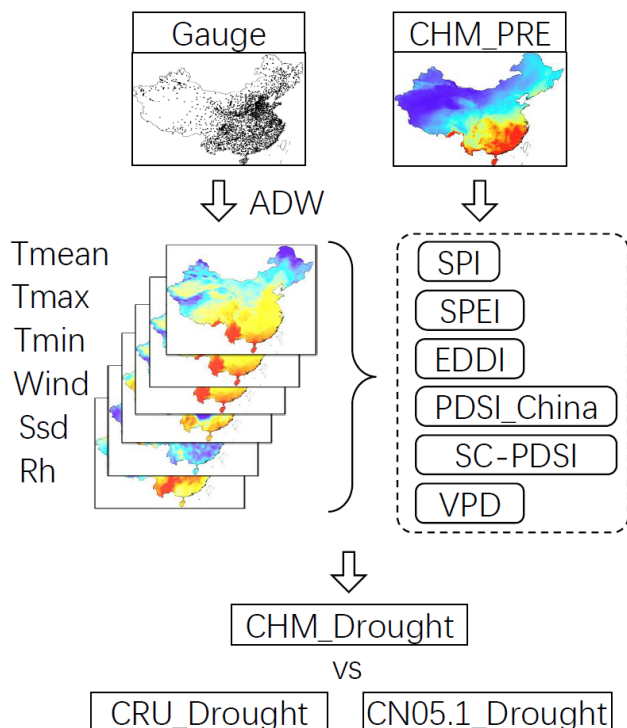 Gauge
CHM_PRE
ADW
Tmean
Tmax
Tmin
Wind
Ssd
Rh
SPI
SPEI
EDDI
PDSI_China
SC-PDSI
VPD
CHM_Drought
vs
CRU_Drought
CN05.1_Drought